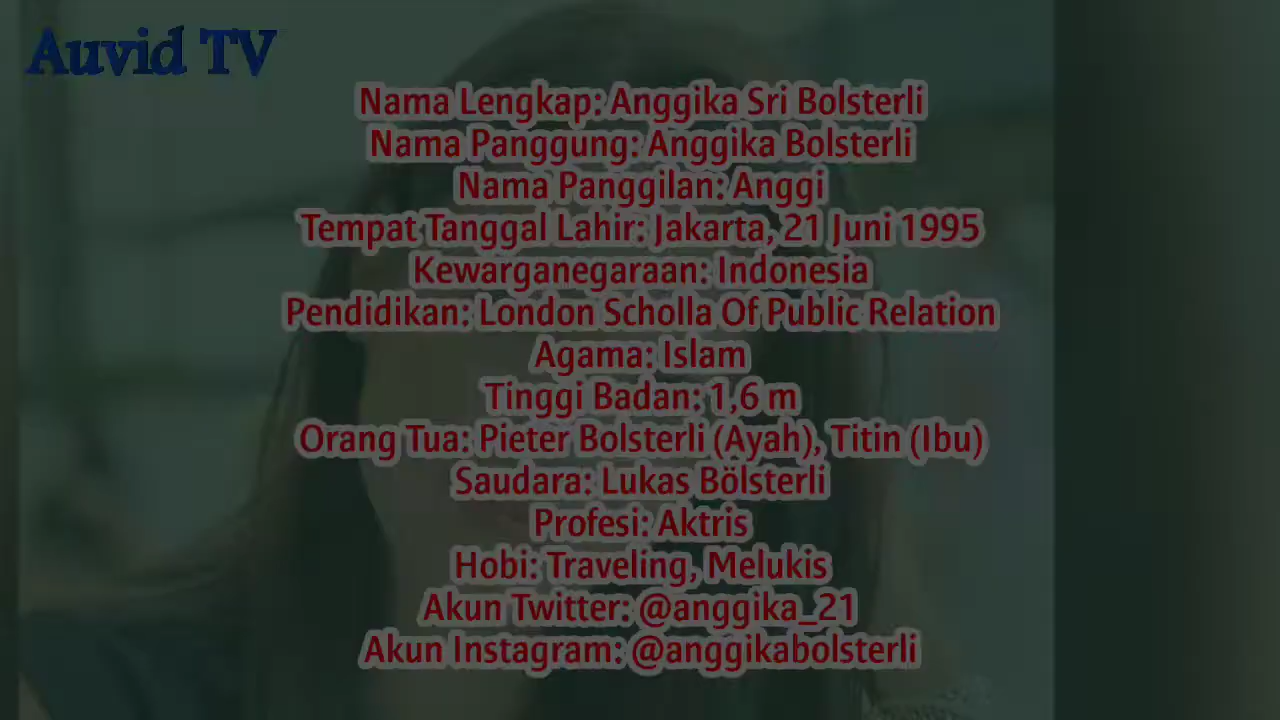 Auvid TV
Nama Lengkap: Anggika Sri Bolsterli
Nama Panggung: Anggika Bolsterli
Nama Panggilan: Anggi
Tempat Tanggal Lahir: Jakarta, 21 Juni 1995
Kewarganegaraan: Indonesia
Pendidikan: London Scholla Of Public Relation
Agama: Islam
Tinggi Badan: 1,6 m
Orang Tua: Pieter Bolsterli (Ayah), Titin (Ibu)
Saudara: Lukas Bölsterli
Profesi: Aktris
Hobi: Traveling, Melukis
Akun Twitter: @anggika_21
Akun Instagram: @anggikabolsterli